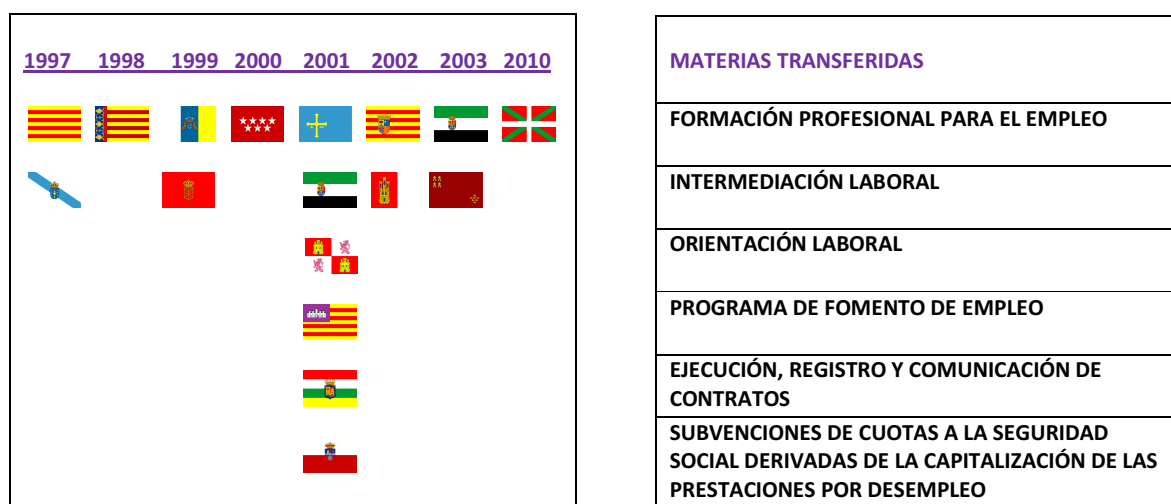 1997 1998 1999 2000 2001 2002 2003 2010
MATERIAS TRANSFERIDAS
FORMACIÓN PROFESIONAL PARA EL EMPLEO
INTERMEDIACIÓN LABORAL
ORIENTACIÓN LABORAL
PROGRAMA DE FOMENTO DE EMPLEO
EJECUCIÓN, REGISTRO Y COMUNICACIÓN DE
CONTRATOS
SUBVENCIONES DE CUOTAS A LA SEGURIDAD
SOCIAL DERIVADAS DE LA CAPITALIZACIÓN DE LAS
PRESTACIONES POR DESEMPLEO